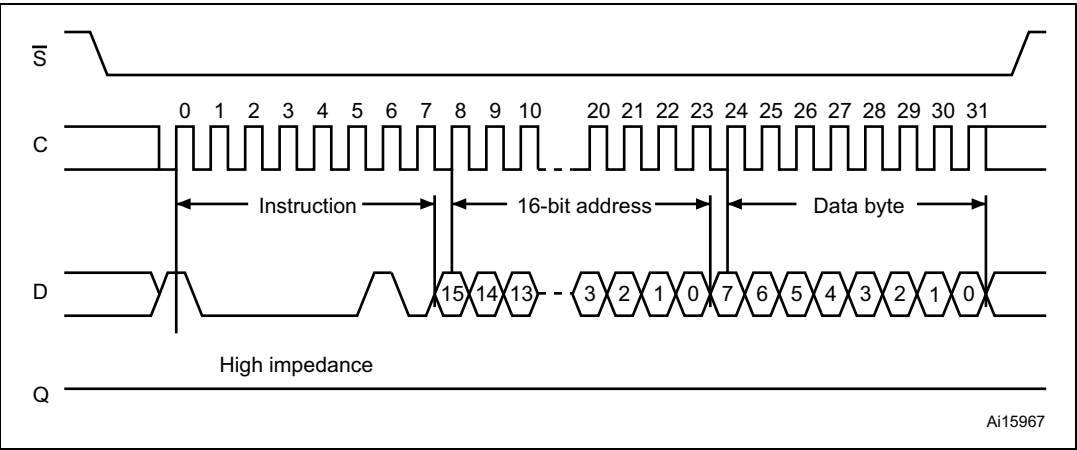 S̅
0 1 2 3 4 5 6 7 8 9 10 20 21 22 23 24 25 26 27 28 29 30 31
C
Instruction 16-bit address Data byte
D 15 14 13 3 2 1 0 7 6 5 4 3 2 1 0
High impedance
Q
Ai15967